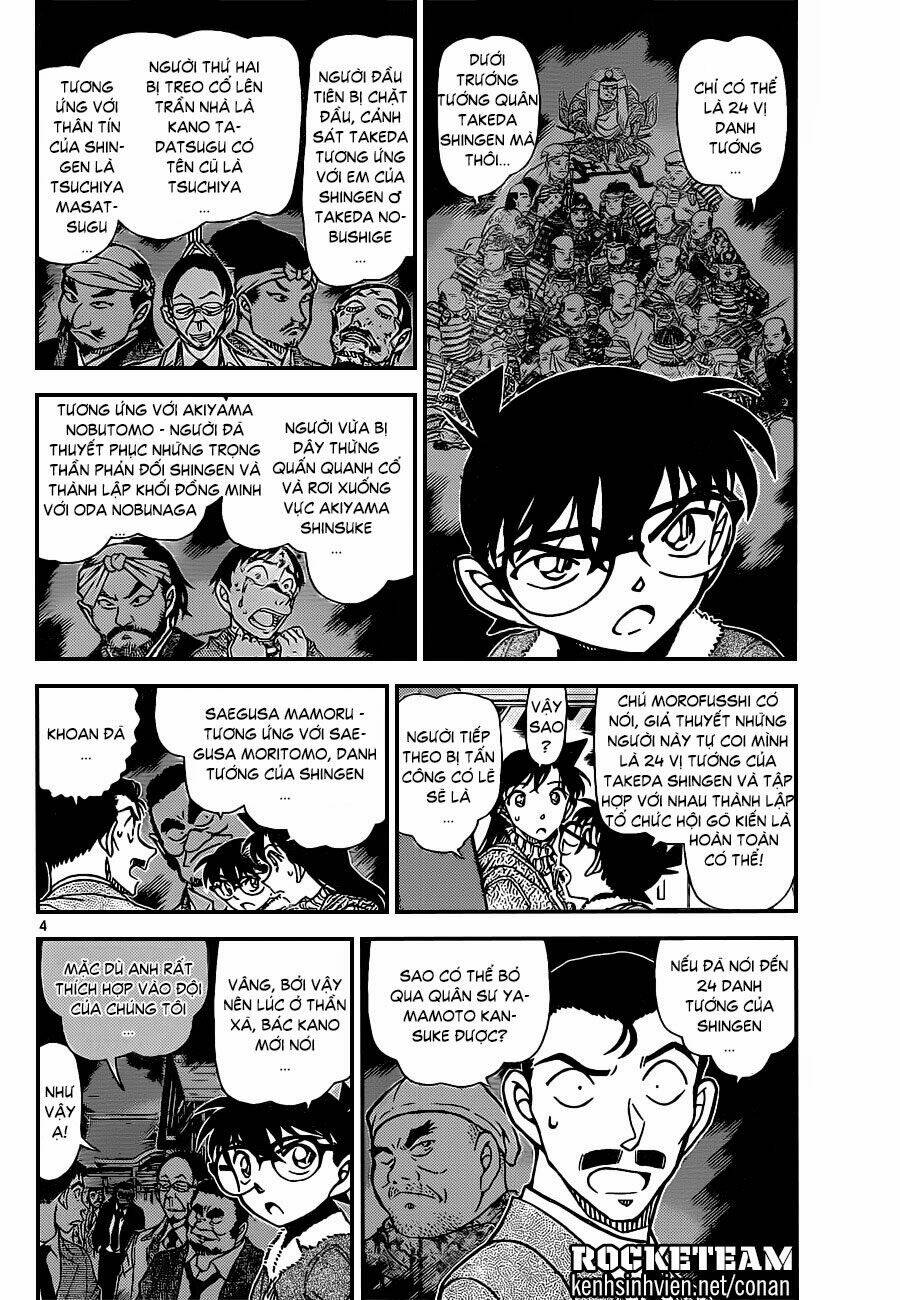 CHỈ CÓ THỂ
LÀ 24 VỊ
DANH
TƯỚNG
...
DƯỚI
TRƯỚNG
TƯỚNG QUÂN
TAKEDA
SHINGEN MÀ
THÔI...
NGƯỜI ĐẦU
TIÊN BỊ CHẶT
ĐẦU, CẢNH
SÁT TAKEDA
TƯƠNG ỨNG
VỚI EM CỦA
SHINGEN Ơ
TAKEDA NO-
BUSHIGE
...
NGƯỜI THỨ HAI
BỊ TREO CỔ LÊN
TRẦN NHÀ LÀ
KANO TA-
DATSUGU CÓ
TÊN CŨ LÀ
TSUCHIYA
...
TƯƠNG
ỨNG VỚI
THÂN TÍN
CỦA SHIN-
GEN LÀ
TSUCHIYA
MASAT-
SUGU
...
NGƯỜI VỪA BỊ
DÂY THỪNG
QUẤN QUANH CỔ
VÀ RƠI XUỐNG
VỰC AKIYAMA
SHINSUKE
...
TƯƠNG ỨNG VỚI AKIYAMA
NOBUTOMO - NGƯỜI ĐÃ
THUYẾT PHỤC NHỮNG TRỌNG
THẦN PHẢN ĐỐI SHINGEN VÀ
THÀNH LẬP KHỐI ĐỒNG MINH
VỚI ODA NOBUNAGA
...
CHÚ MOROFUSSHI CÓ
NÓI, GIẢ THUYẾT NHỮNG
NGƯỜI NÀY TỰ COI MÌNH
LÀ 24 VỊ TƯỚNG CỦA
TAKEDA SHINGEN VÀ TẬP
HỢP VỚI NHAU THÀNH LẬP
TỔ CHỨC HỘI GÕ KIẾN LÀ
HOÀN TOÀN
CÓ THỂ!
VẬY
SAO
?
NGƯỜI TIẾP
THEO BỊ TẤN
CÔNG CÓ LẼ
SẼ LÀ
...
SAEGUSA MAMORU -
TƯƠNG ỨNG VỚI SAE-
GUSA MORITOMO, DANH
TƯỚNG CỦA SHINGEN
...
KHOAN ĐÃ
...
4
NẾU ĐÃ NÓI ĐẾN
24 DANH
TƯỚNG CỦA
SHINGEN
...
SAO CÓ THỂ BỎ
QUA QUÂN SƯ YA-
MAMOTO KAN-
SUKE ĐƯỢC?
VÂNG, BỞI VẬY
NÊN LÚC Ở THẦN
XÁ, BÁC KANO
MỚI NÓI
...
MẶC DÙ ANH RẤT
THÍCH HỢP VÀO ĐỘI
CỦA CHÚNG TÔI
...
NHƯ
VẬY
Ạ!
ROCKETEAM
kenhsinhvien.net/conan